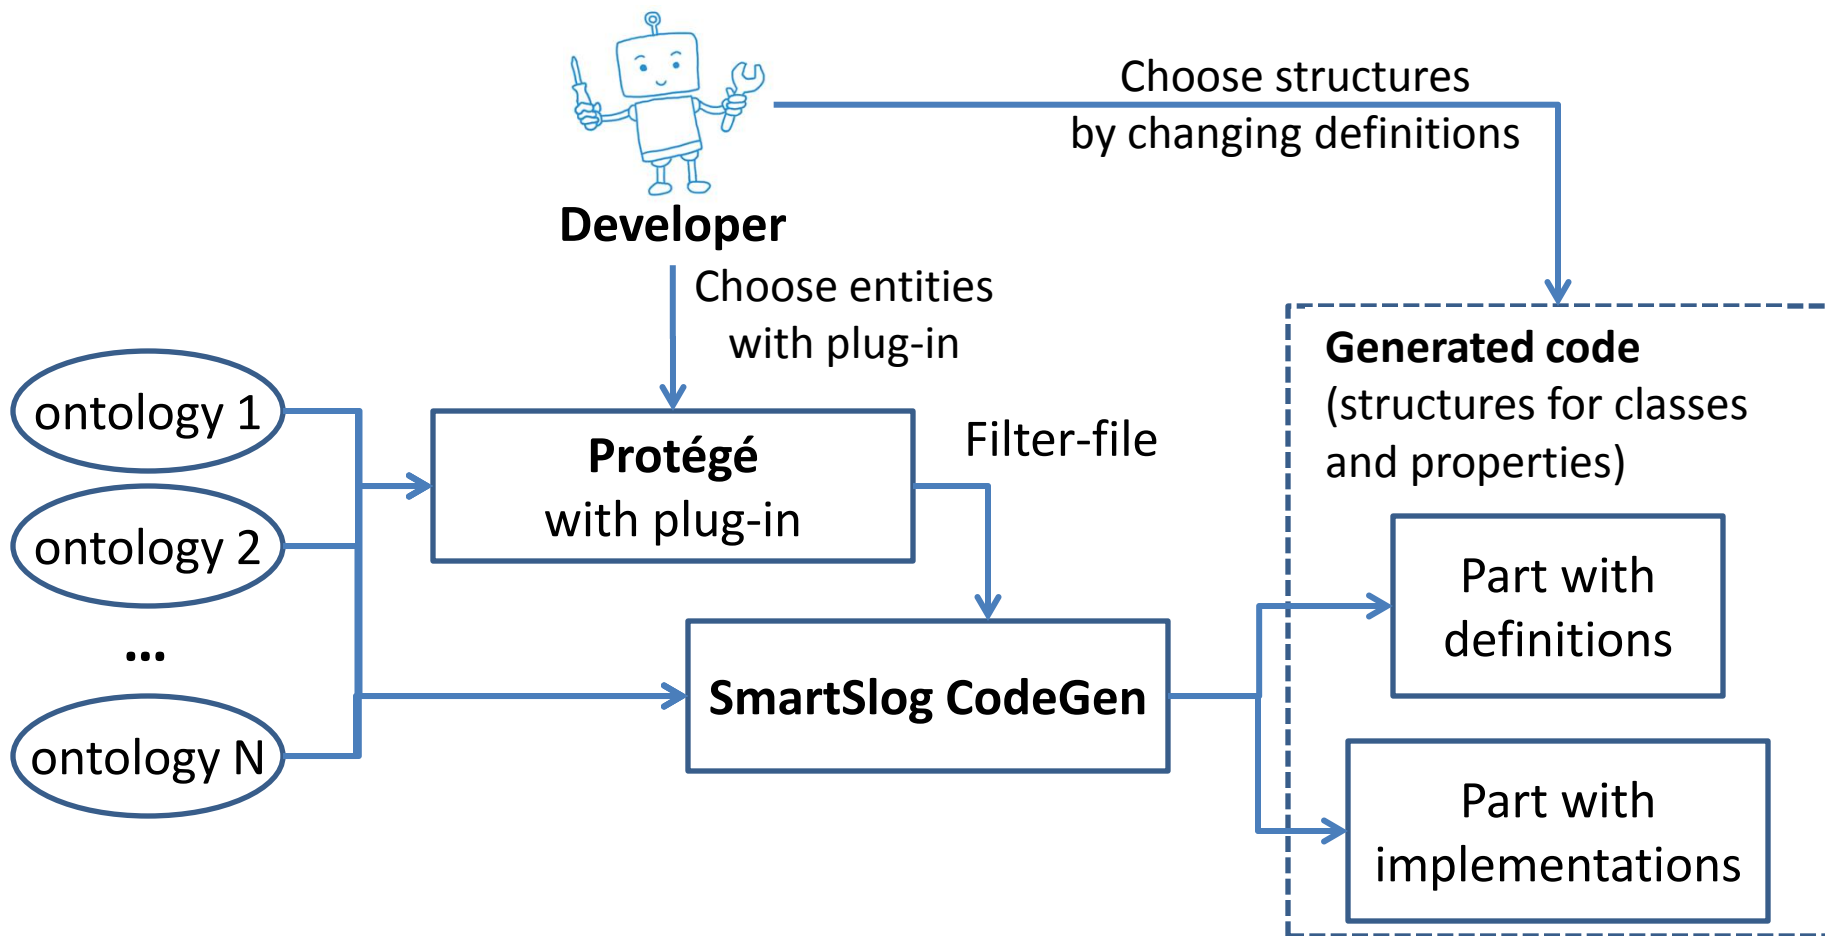 Choose structures
by changing definitions
Developer
Choose entities
with plug-in
ontology 1
ontology 2
...
ontology N
Protégé
with plug-in
Filter-file
SmartSlog CodeGen
Generated code
(structures for classes
and properties)
Part with
definitions
Part with
implementations